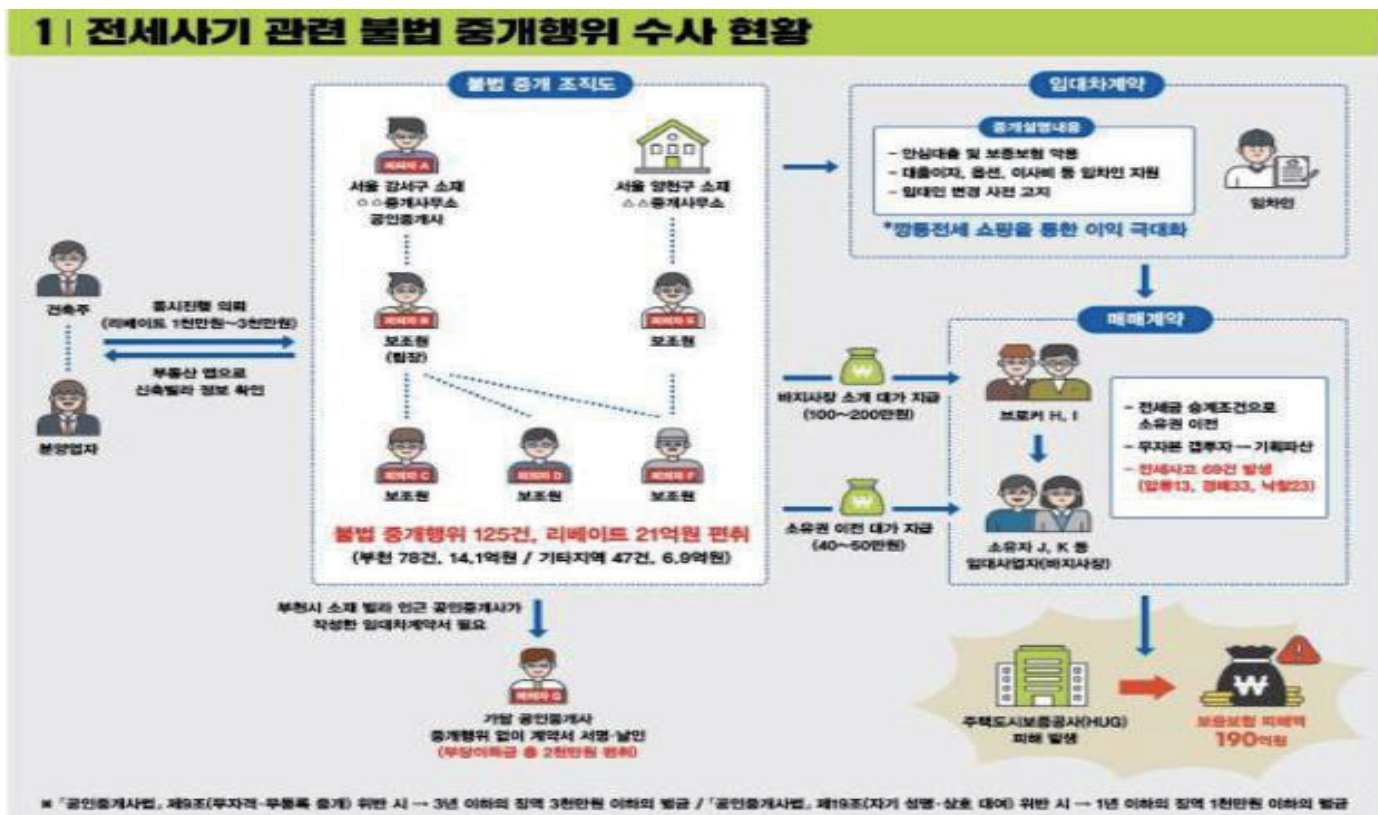 1 | 전세사기 관련 불법 중개행위 수사 현황
불법 중개 조직도
피의자 A
서울 강서구 소재
○○중개사무소
공인중개사
서울 양천구 소재
△△중개사무소
피의자 B
보조원
(팀장)
피의자 E
보조원
피의자 C
보조원
피의자 D
보조원
피의자 F
보조원
불법 중개행위 125건, 리베이트 21억원 편취
(부천 78건, 14.1억원 / 기타지역 47건, 6.9억원)
건축주
분양업자
동시진행 의뢰
(리베이트 1천만원~3천만원)
부동산 앱으로
신축빌라 정보 확인
임대차계약
중개설명내용
- 안심대출 및 보증보험 악용
- 대출이자, 옵션, 이사비 등 임차인 지원
- 임대인 변경 사전 고지
*깡통전세 쇼핑을 통한 이익 극대화
임차인
매매계약
바지사장 소개 대가 지급
(100~200만원)
브로커 H, I
- 전세금 승계조건으로
소유권 이전
- 무자본 갭투자 → 기획파산
- 전세사고 69건 발생
(압류13, 경매33, 낙찰23)
소유권 이전 대가 지급
(40~50만원)
소유자 J, K 등
임대사업자(바지사장)
부천시 소재 빌라 인근 공인중개사가
작성한 임대차계약서 필요
피의자 G
가담 공인중개사
중개행위 없이 계약서 서명·날인
(부당이득금 총 2천만원 편취)
주택도시보증공사(HUG)
피해 발생
보증보험 피해액
190억원
※ 「공인중개사법」 제9조(무자격·무등록 중개) 위반 시 → 3년 이하의 징역 3천만원 이하의 벌금 / 「공인중개사법」 제19조(자기 성명·상호 대여) 위반 시 → 1년 이하의 징역 1천만원 이하의 벌금